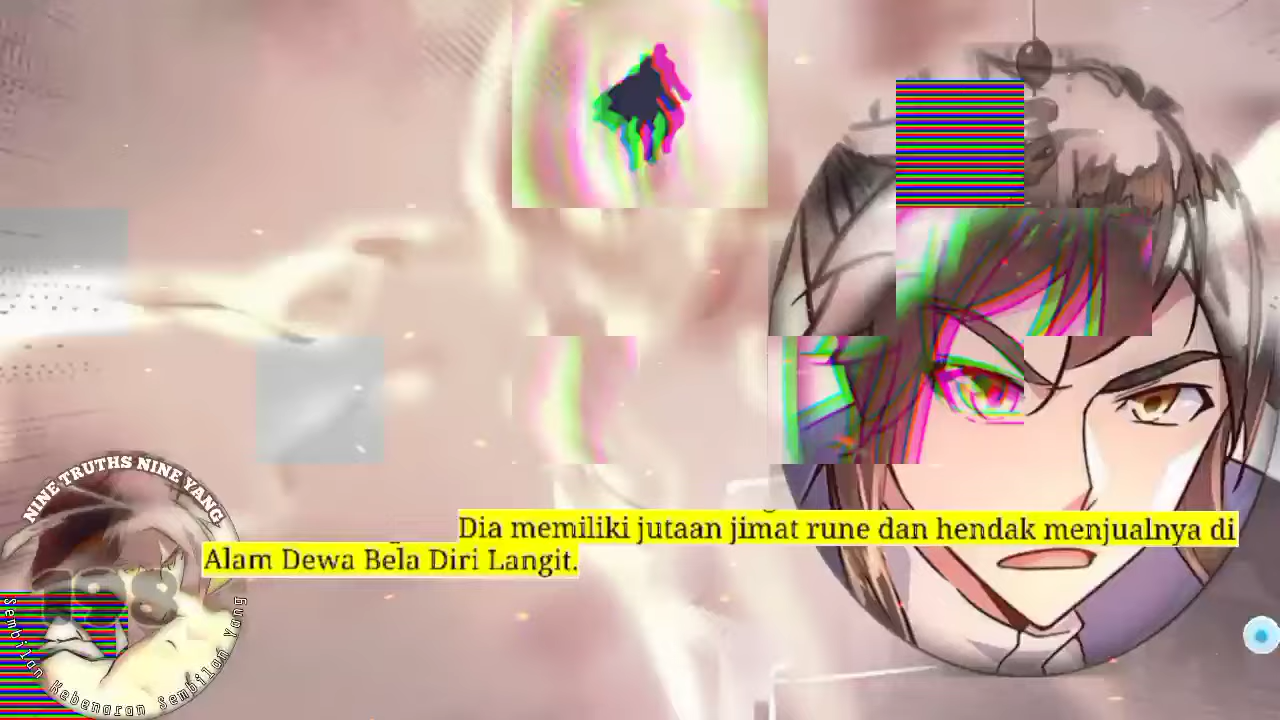 NINE TRUTHS NINE YANG
798
Sembilan Kebenaran Sembilan Yang
Dia memiliki jutaan jimat rune dan hendak menjualnya di
Alam Dewa Bela Diri Langit.